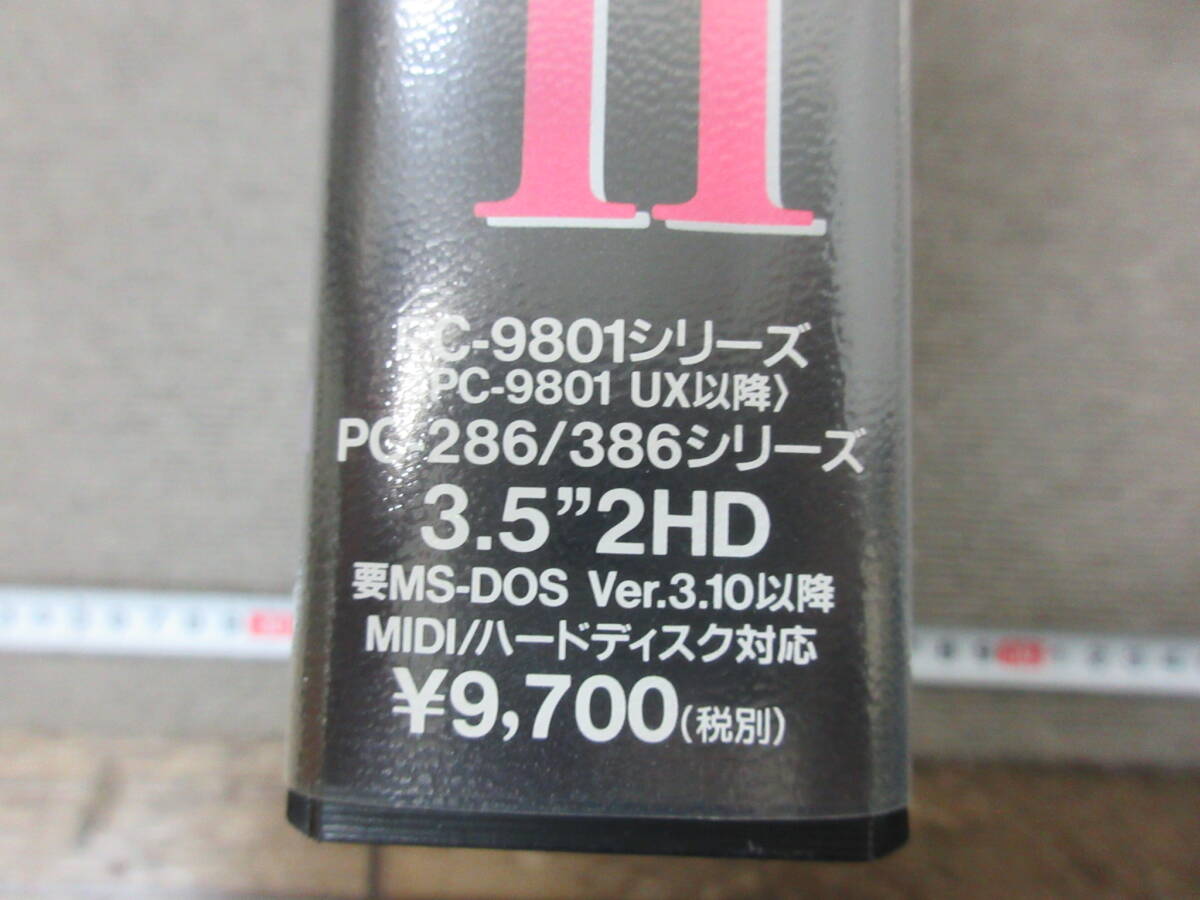 II
C-9801シリーズ
PC-9801 UX以降〉
PC-286/386シリーズ
3.5”2HD
要MS-DOS Ver.3.10以降
MIDI/ハードディスク対応
¥9,700(税別)